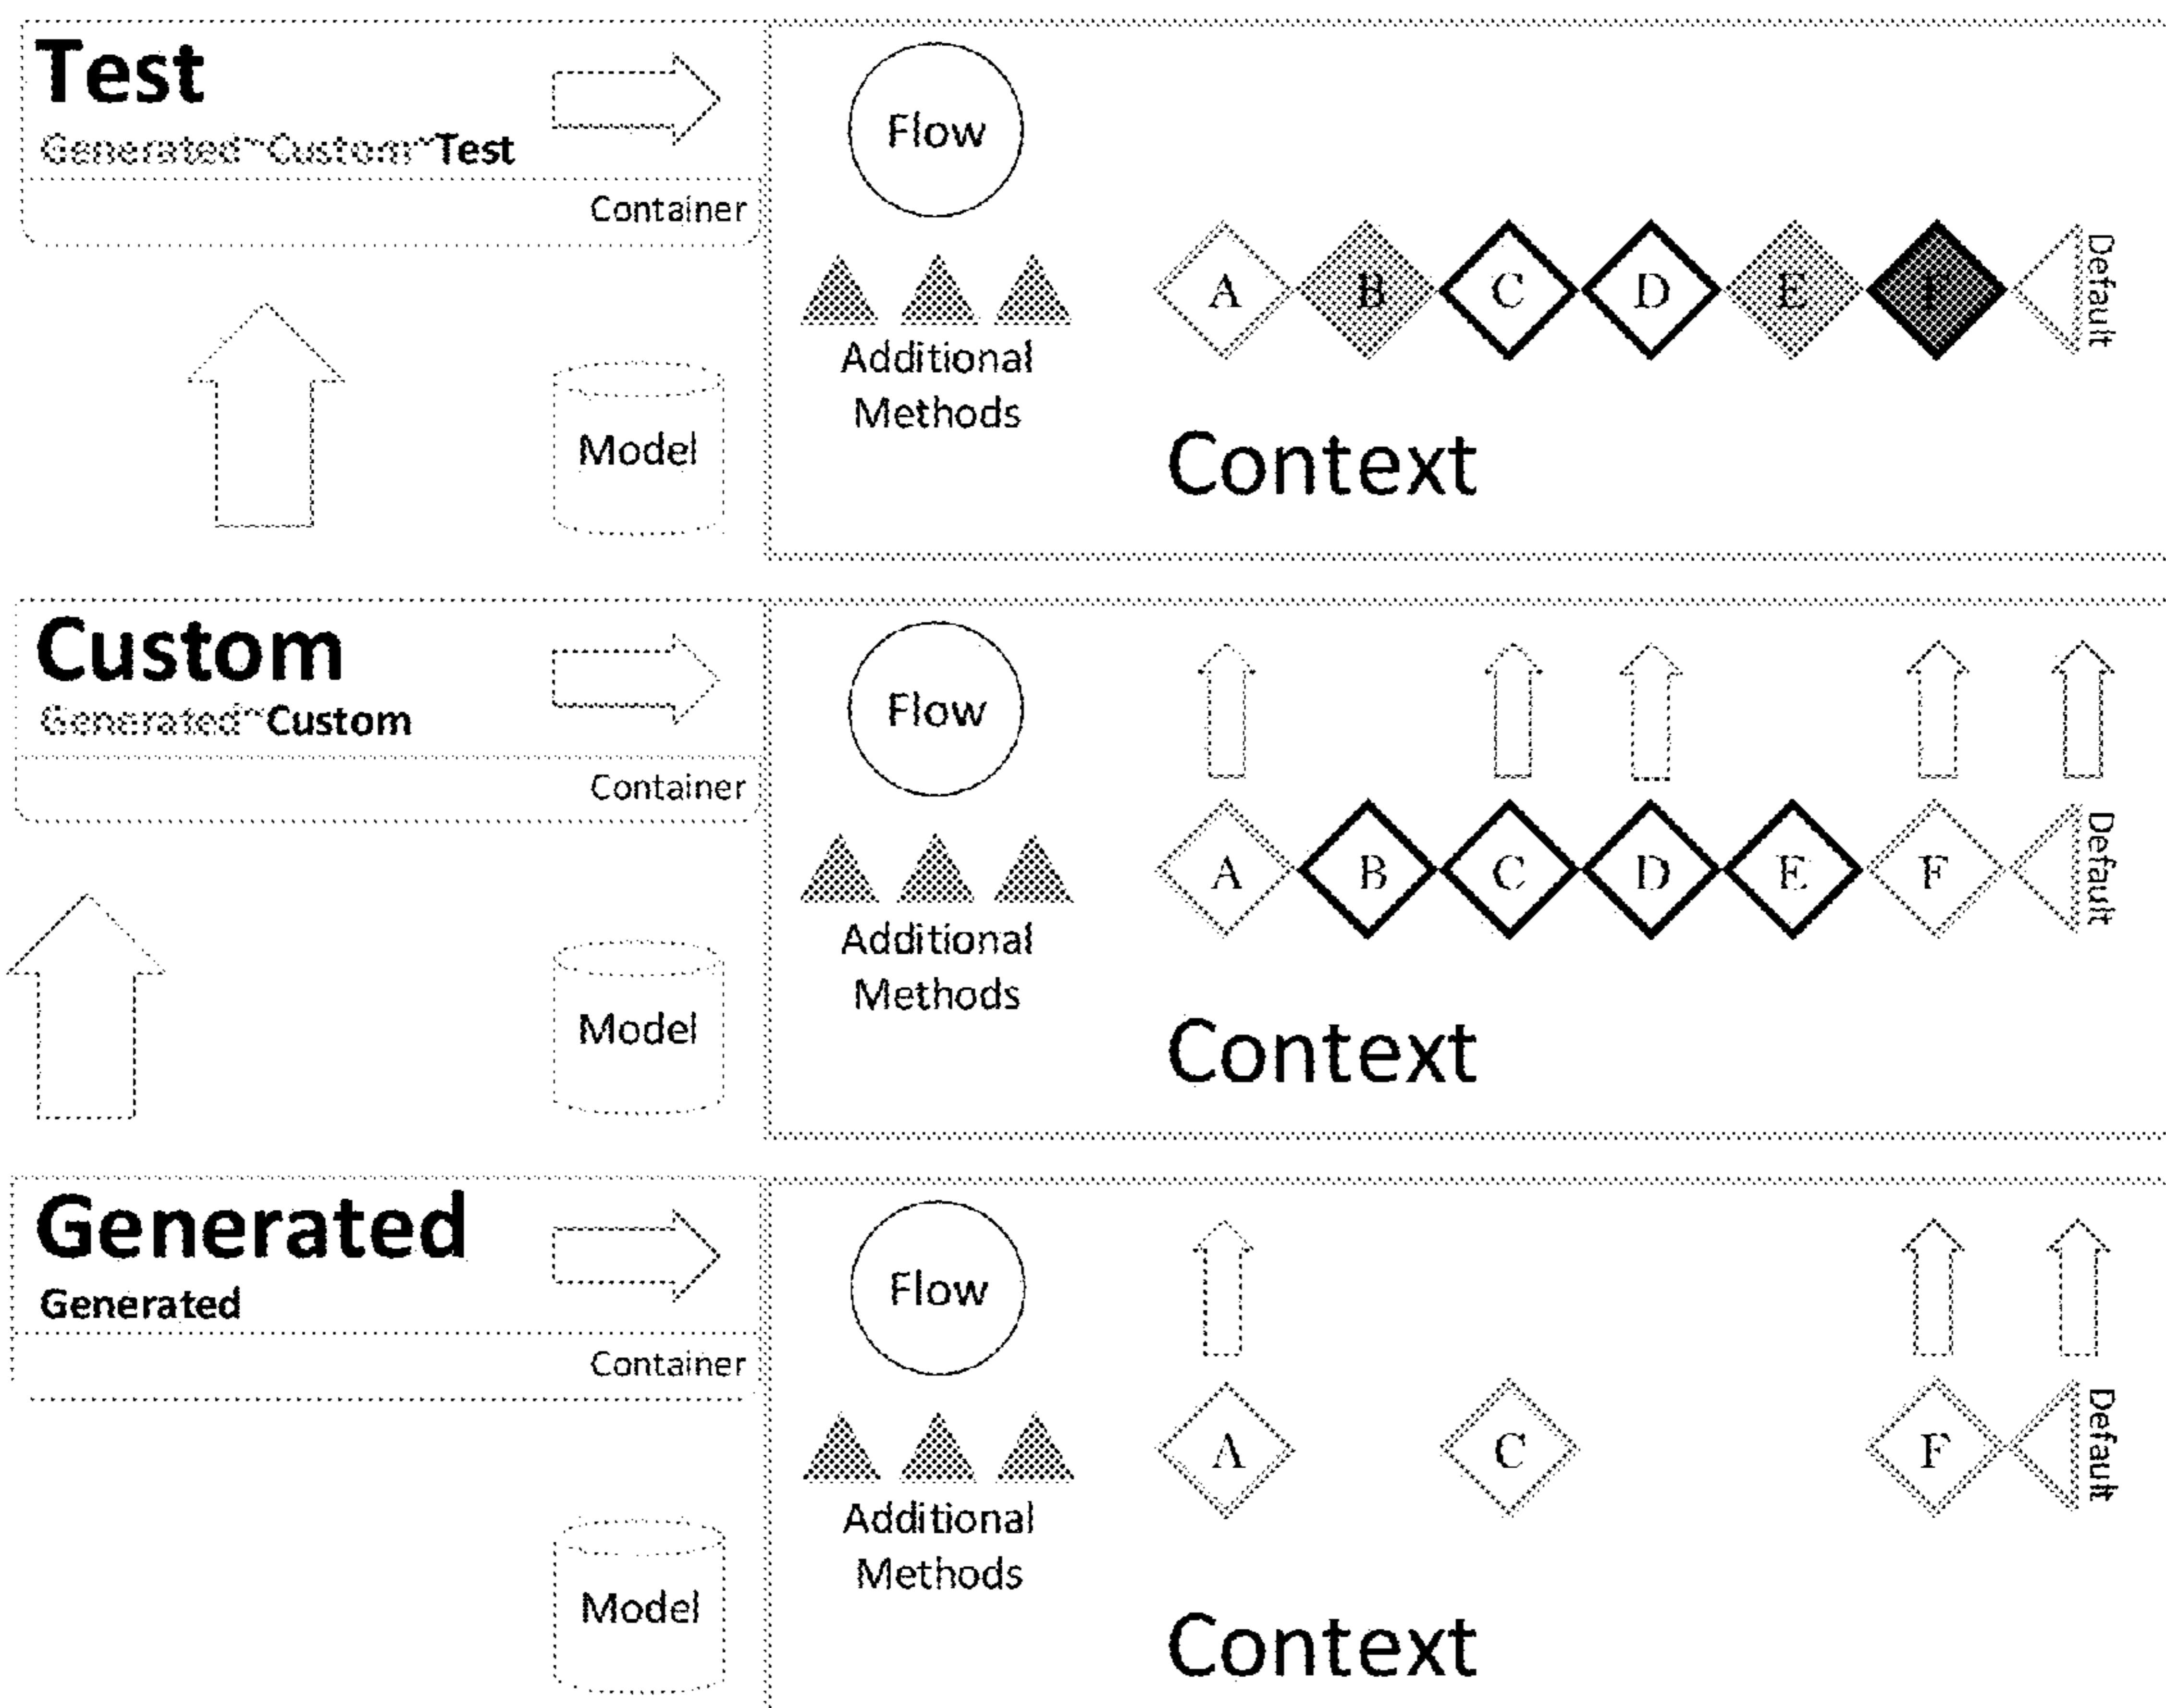 Test
Generated~Custom~Test
Container
Flow
Additional
Methods
Model
A
B
C
D
E
F
Default
Context
Custom
Generated~Custom
Container
Flow
Additional
Methods
Model
A
B
C
D
E
F
Default
Context
Generated
Generated
Container
Flow
Additional
Methods
Model
A
C
F
Default
Context